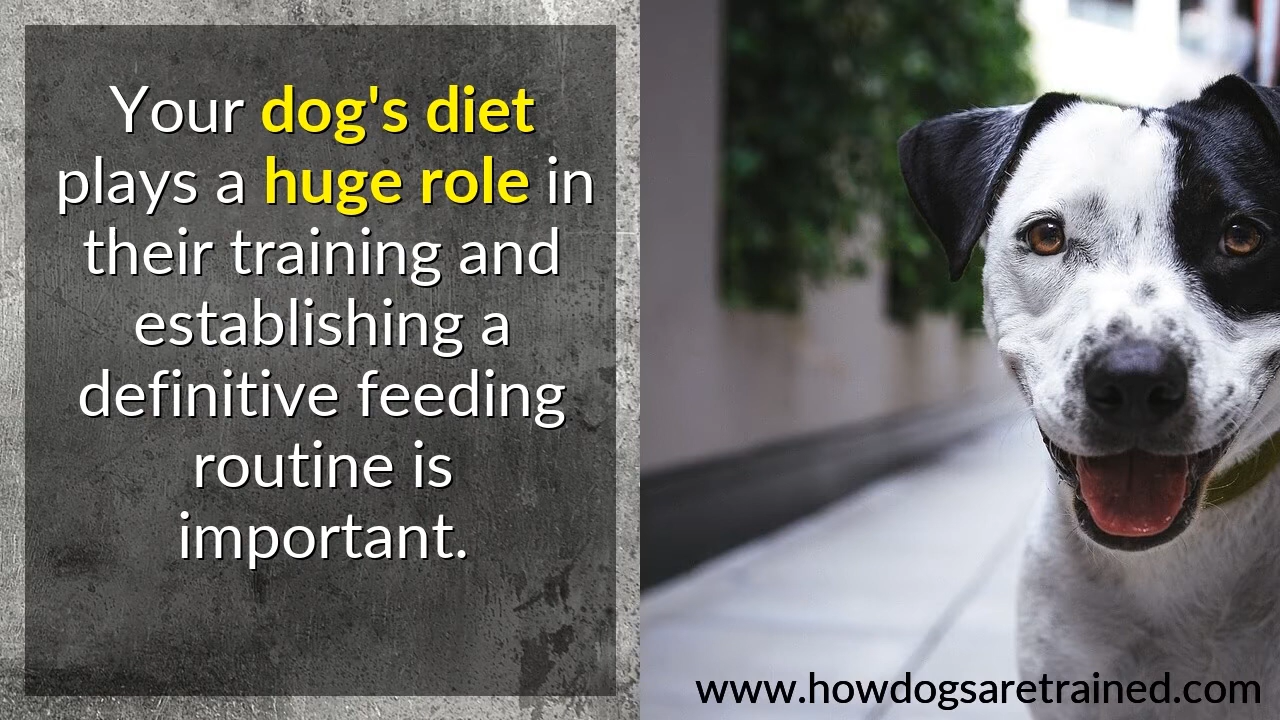 Your dog's diet
plays a huge role in
their training and
establishing a
definitive feeding
routine is
important.
www.howdogsaretrained.com